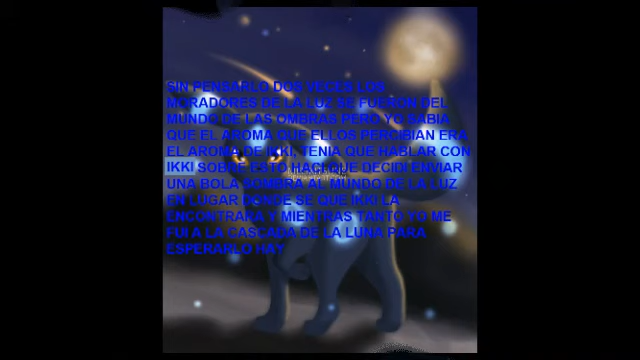 SIN PENSARLO DOS VECES LOS
MORADORES DE LA LUZ SE FUERON DEL
MUNDO DE LAS OMBRAS PERO YO SABIA
QUE EL AROMA QUE ELLOS PERCIBIAN ERA
EL AROMA DE IKKI, TENIA QUE HABLAR CON
IKKI SOBRE ESTO HACI QUE DECIDI ENVIAR
UNA BOLA SOMBRA AL MUNDO DE LA LUZ
EN LUGAR DONDE SE QUE IKKI LA
ENCONTRARA Y MIENTRAS TANTO YO ME
FUI A LA CASCADA DE LA LUNA PARA
ESPERARLO HAY